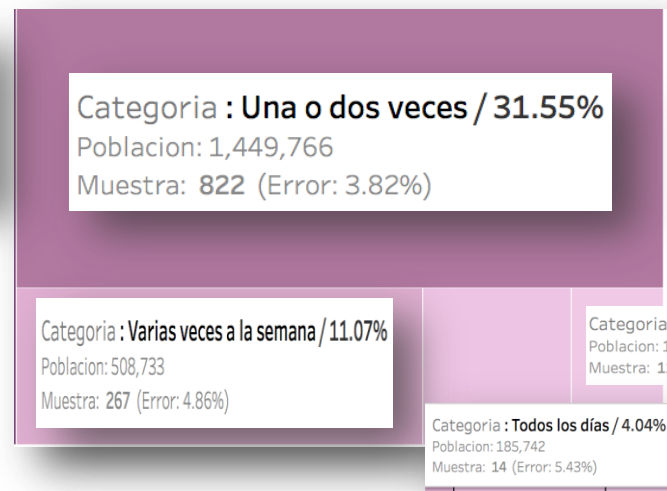 Categoria : Una o dos veces / 31.55%
Poblacion: 1,449,766
Muestra: 822 (Error: 3.82%)
Categoria : Varias veces a la semana / 11.07%
Poblacion: 508,733
Muestra: 267 (Error: 4.86%)
Categoria
Poblacion:
Muestra:
Categoria : Todos los días / 4.04%
Poblacion: 185,742
Muestra: 14 (Error: 5.43%)